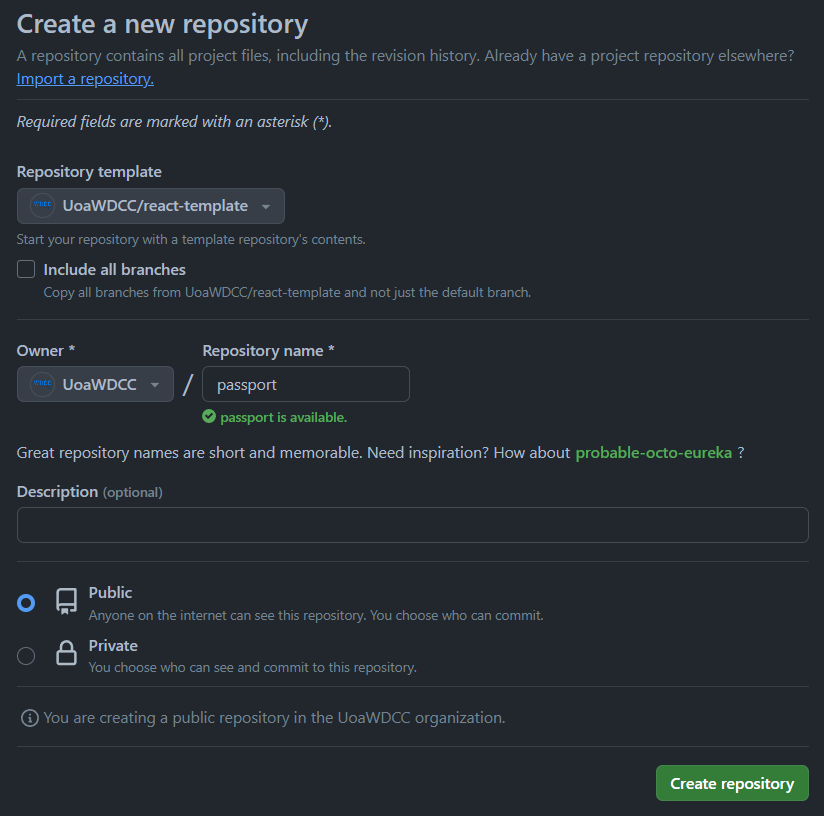 Create a new repository
A repository contains all project files, including the revision history. Already have a project repository elsewhere?
Import a repository.
Required fields are marked with an asterisk (*).
Repository template
WDCC UoaWDCC/react-template
Start your repository with a template repository's contents.
Include all branches
Copy all branches from UoaWDCC/react-template and not just the default branch.
Owner * Repository name *
WDCC UoaWDCC / passport
passport is available.
Great repository names are short and memorable. Need inspiration? How about probable-octo-eureka ?
Description (optional)
Public
Anyone on the internet can see this repository. You choose who can commit.
Private
You choose who can see and commit to this repository.
You are creating a public repository in the UoaWDCC organization.
Create repository